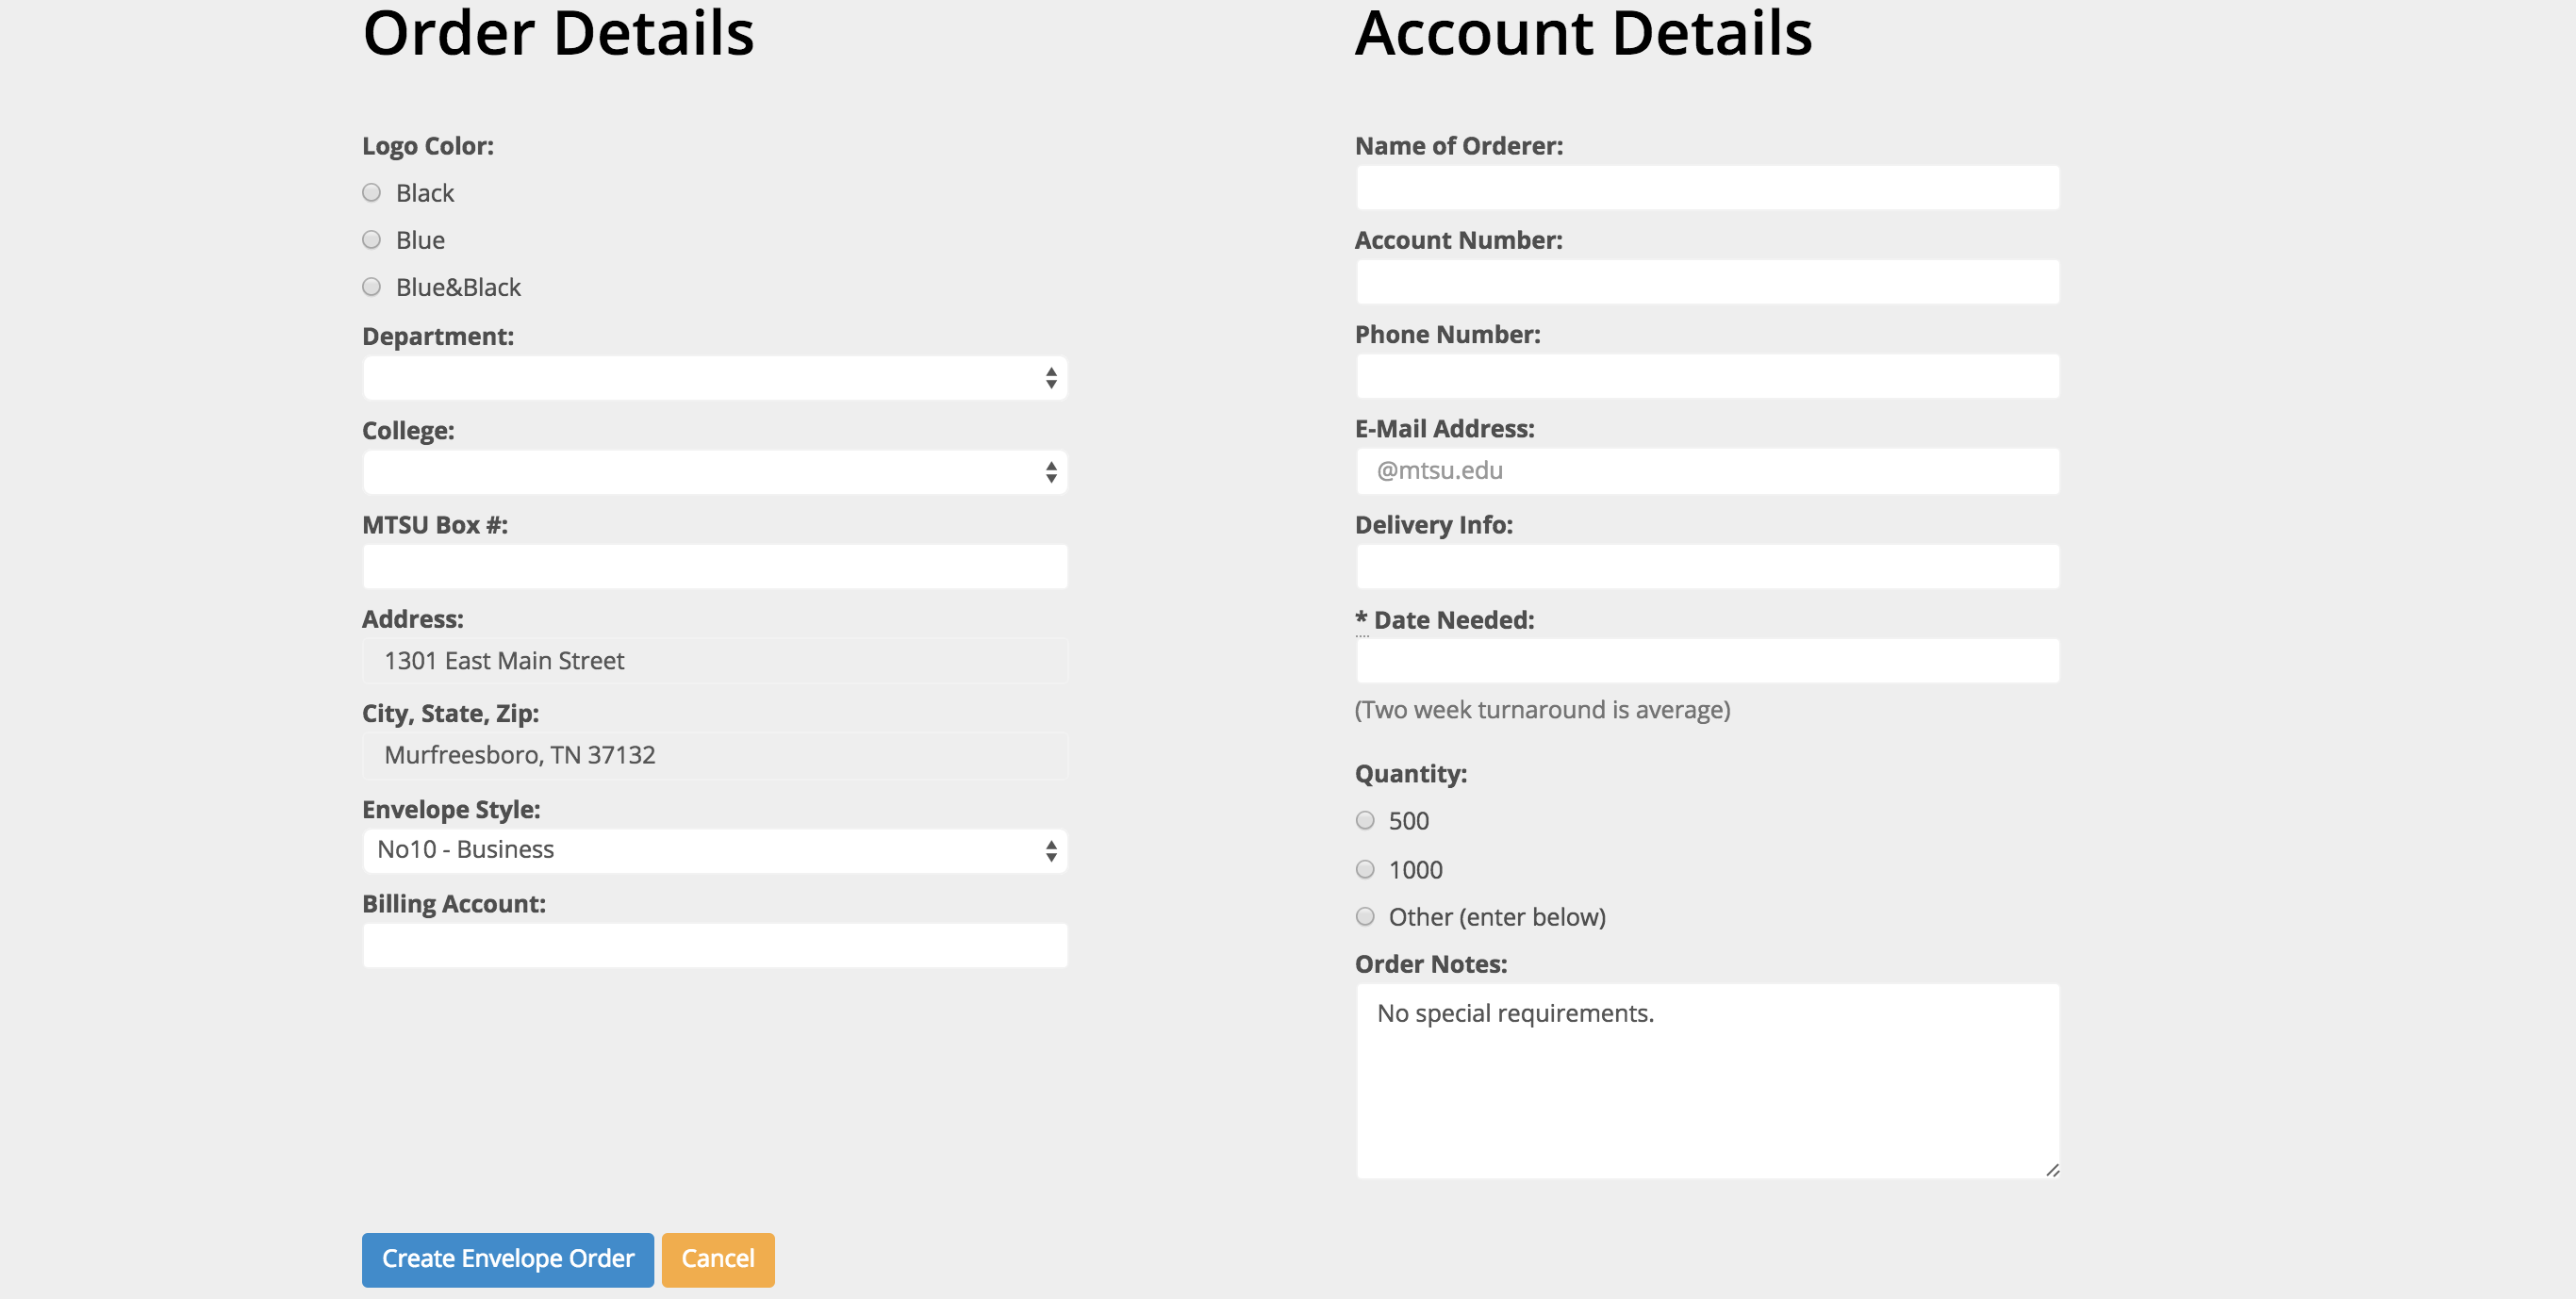 Order Details
Logo Color:
Black
Blue
Blue&Black
Department:
College:
MTSU Box #:
Address:
1301 East Main Street
City, State, Zip:
Murfreesboro, TN 37132
Envelope Style:
No10 - Business
Billing Account:
Account Details
Name of Orderer:
Account Number:
Phone Number:
E-Mail Address:
@mtsu.edu
Delivery Info:
* Date Needed:
(Two week turnaround is average)
Quantity:
500
1000
Other (enter below)
Order Notes:
No special requirements.
Create Envelope Order
Cancel